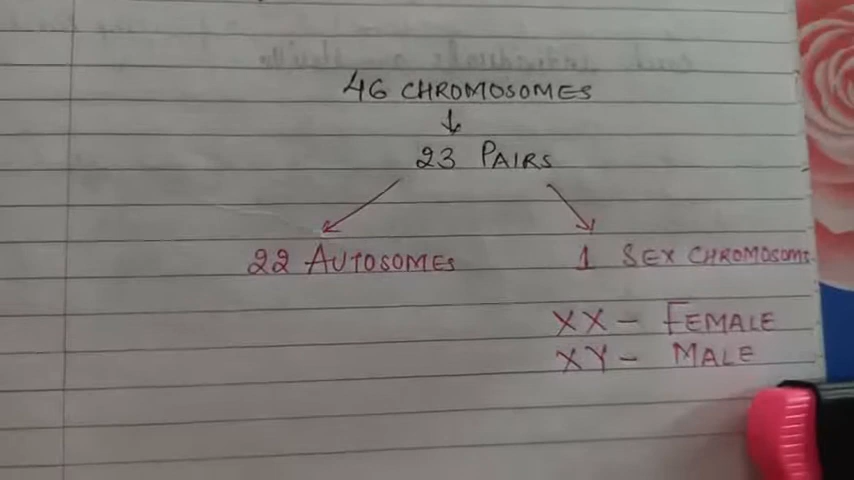 46 CHROMOSOMES
↓
23 PAIRS
22 AUTOSOMES 1 SEX CHROMOSOME
XX - FEMALE
XY - MALE